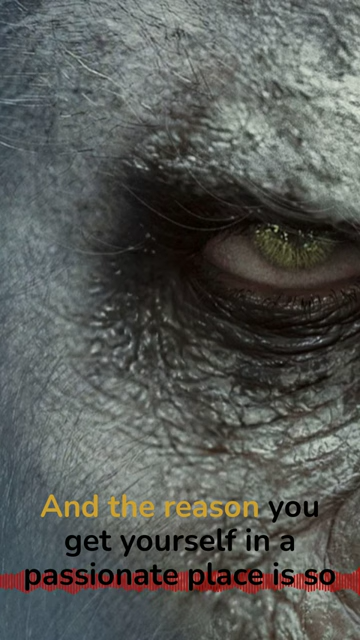 And the reason you
get yourself in a
passionate place is so